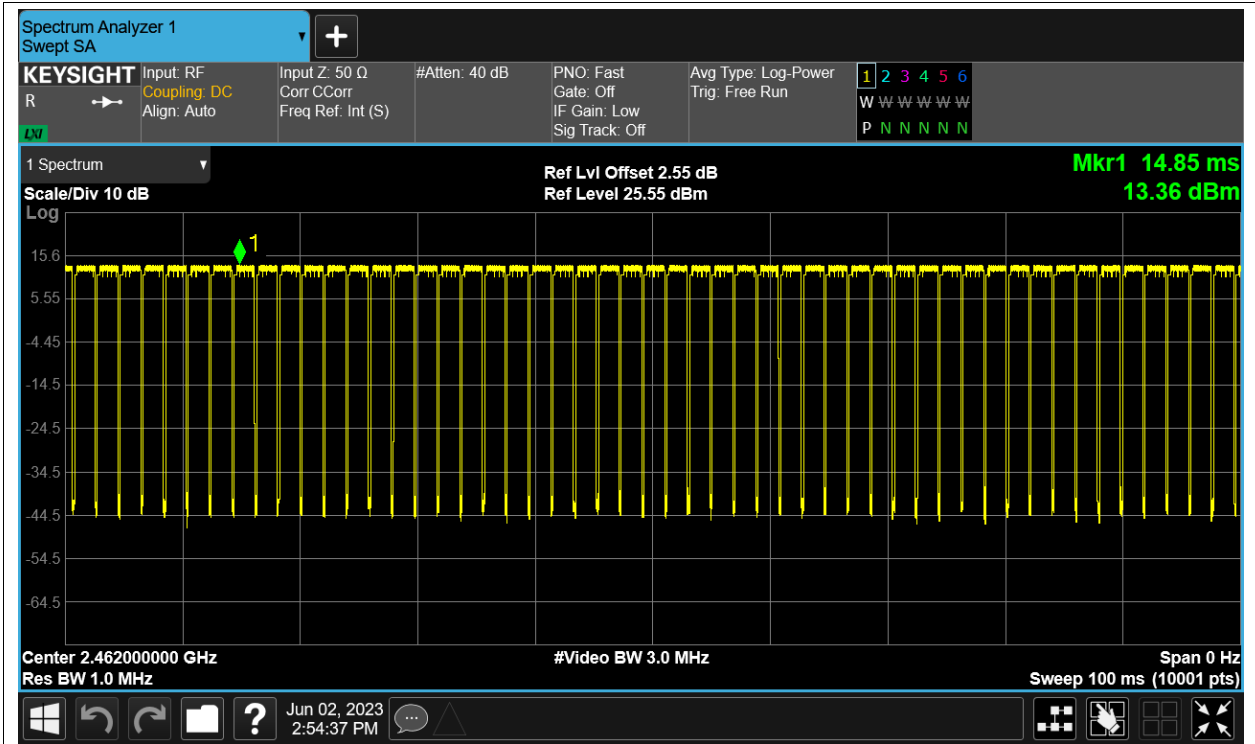 Spectrum Analyzer 1
Swept SA
KEYSIGHT
R
LXI
Input: RF
Coupling: DC
Align: Auto
Input Z: 50 Ω
Corr CCorr
Freq Ref: Int (S)
#Atten: 40 dB
PNO: Fast
Gate: Off
IF Gain: Low
Sig Track: Off
Avg Type: Log-Power
Trig: Free Run
1 2 3 4 5 6
W W W W W W
P N N N N N
1 Spectrum
Scale/Div 10 dB
Log
Ref Lvl Offset 2.55 dB
Ref Level 25.55 dBm
Mkr1 14.85 ms
13.36 dBm
1
15.6
5.55
-4.45
-14.5
-24.5
-34.5
-44.5
-54.5
-64.5
Center 2.462000000 GHz
Res BW 1.0 MHz
#Video BW 3.0 MHz
Span 0 Hz
Sweep 100 ms (10001 pts)
?
Jun 02, 2023
2:54:37 PM